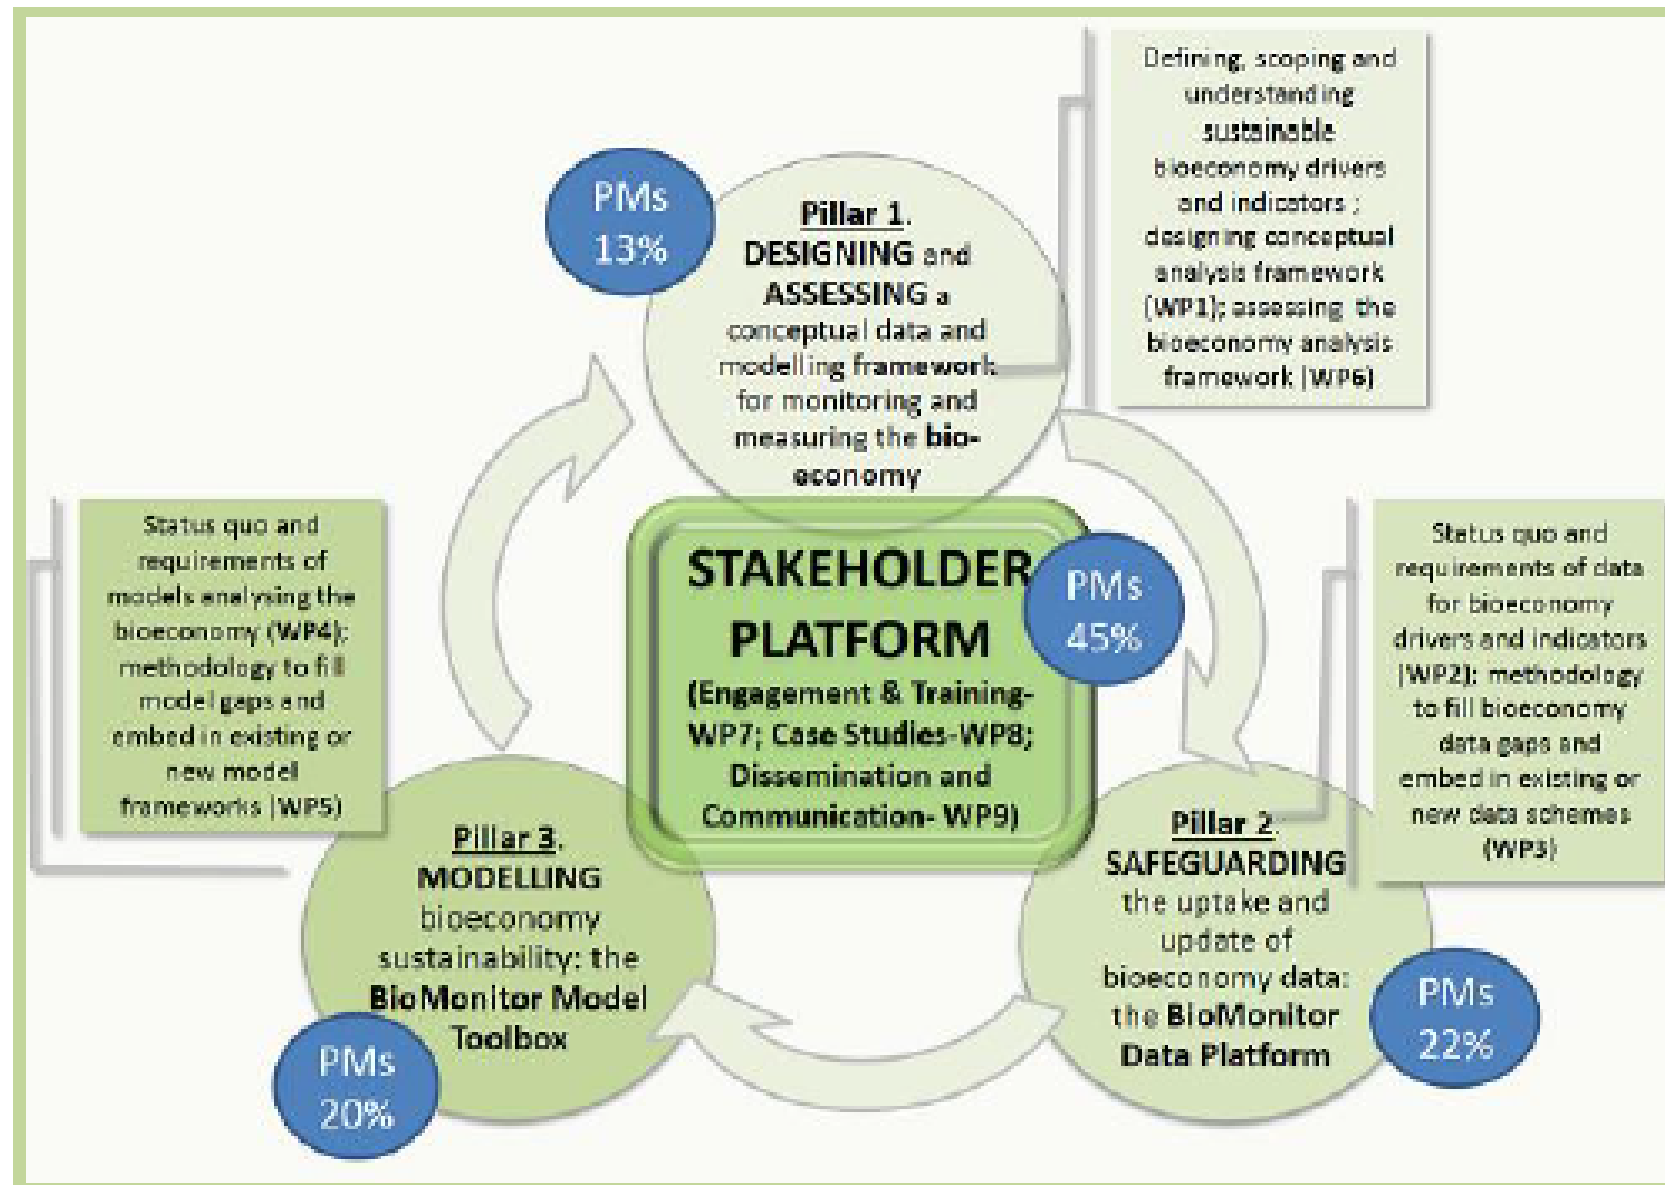 PMs
13%
Pillar 1.
DESIGNING and
ASSESSING a
conceptual data and
modelling framework
for monitoring and
measuring the bio-
economy
Defining, scoping and
understanding
sustainable
bioeconomy drivers
and indicators ;
designing conceptual
analysis framework
(WP1); assessing the
bioeconomy analysis
framework (WP6)
Status quo and
requirements of
models analysing the
bioeconomy (WP4);
methodology to fill
model gaps and
embed in existing or
new model
frameworks (WP5)
STAKEHOLDER
PLATFORM
(Engagement & Training-
WP7; Case Studies-WP8;
Dissemination and
Communication- WP9)
PMs
45%
Status quo and
requirements of data
for bioeconomy
drivers and indicators
(WP2); methodology
to fill bioeconomy
data gaps and
embed in existing or
new data schemes
(WP3)
Pillar 3.
MODELLING
bioeconomy
sustainability: the
BioMonitor Model
Toolbox
PMs
20%
Pillar 2
SAFEGUARDING
the uptake and
update of
bioeconomy data:
the BioMonitor
Data Platform
PMs
22%